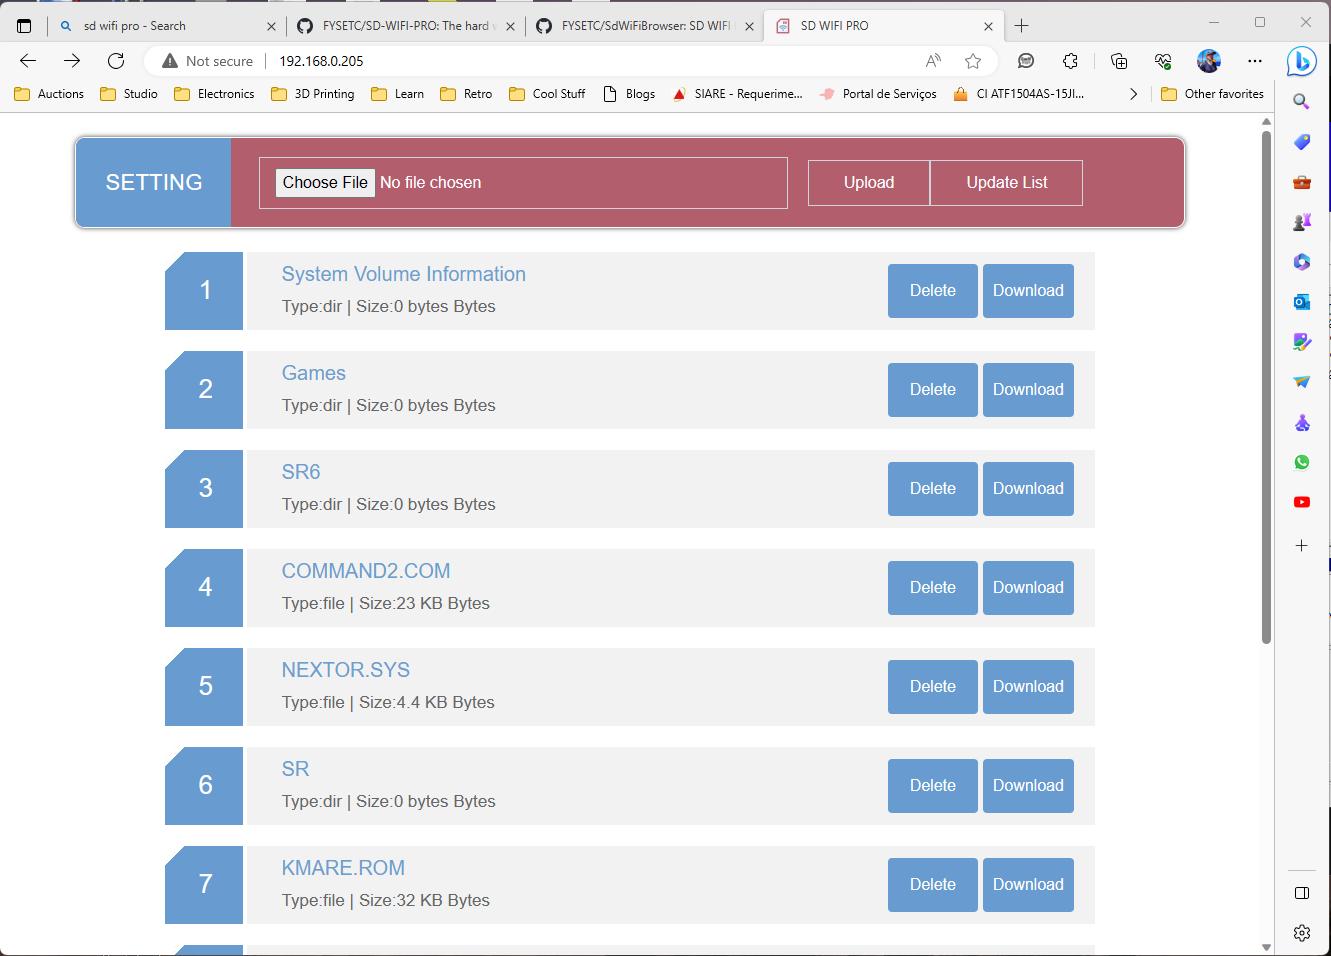 sd wifi pro - Search
FYSETC/SD-WIFI-PRO: The hard w
FYSETC/SdWiFiBrowser: SD WIFI
SD WIFI PRO
Not secure
192.168.0.205
Auctions
Studio
Electronics
3D Printing
Learn
Retro
Cool Stuff
Blogs
SIARE - Requerime...
Portal de Serviços
CI ATF1504AS-15JI...
Other favorites
SETTING
Choose File No file chosen
Upload
Update List
1
System Volume Information
Type:dir | Size:0 bytes Bytes
Delete
Download
2
Games
Type:dir | Size:0 bytes Bytes
Delete
Download
3
SR6
Type:dir | Size:0 bytes Bytes
Delete
Download
4
COMMAND2.COM
Type:file | Size:23 KB Bytes
Delete
Download
5
NEXTOR.SYS
Type:file | Size:4.4 KB Bytes
Delete
Download
6
SR
Type:dir | Size:0 bytes Bytes
Delete
Download
7
KMARE.ROM
Type:file | Size:32 KB Bytes
Delete
Download